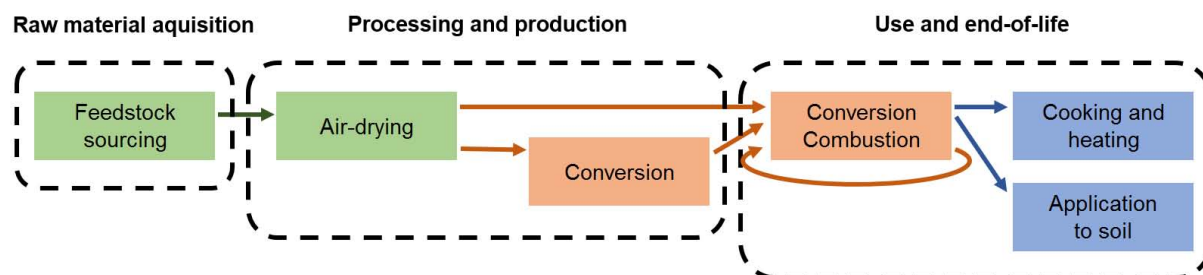 Raw material aquisition
Processing and production
Use and end-of-life
Feedstock
sourcing
Air-drying
Conversion
Conversion
Combustion
Cooking and
heating
Application
to soil